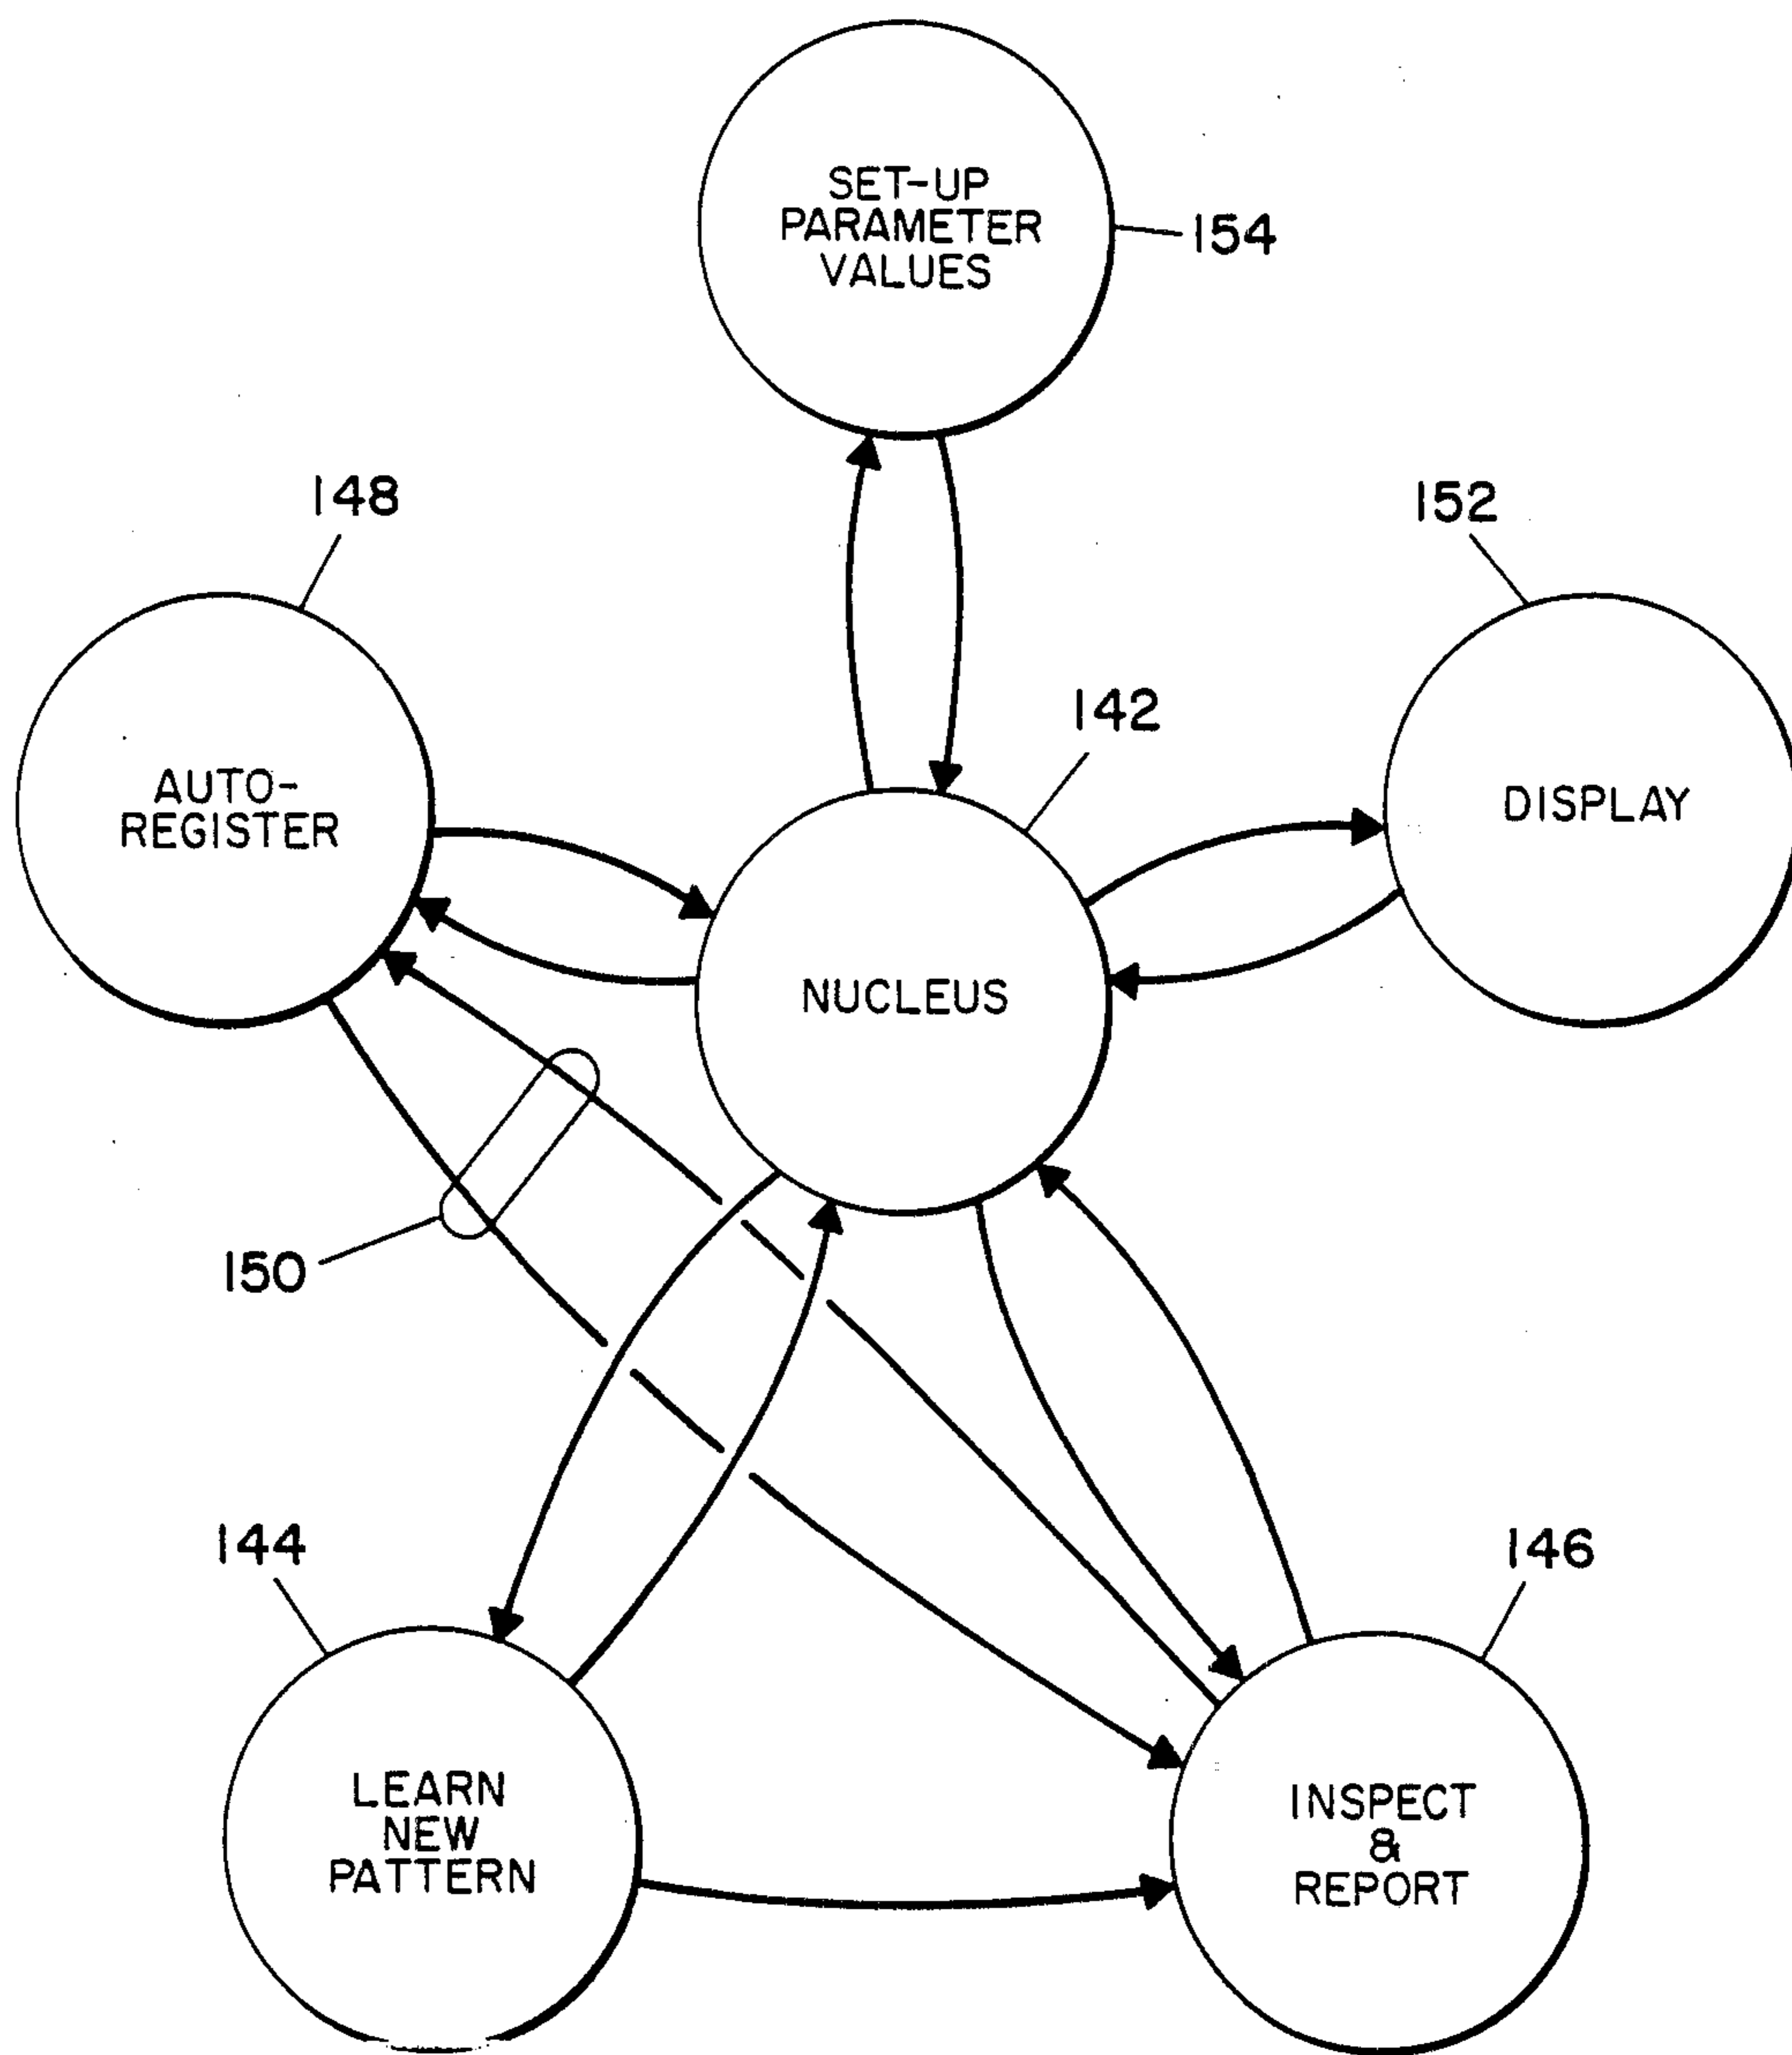 SET-UP
PARAMETER
VALUES
154
148
152
142
AUTO-
REGISTER
DISPLAY
NUCLEUS
150
144
146
LEARN
NEW
PATTERN
INSPECT
&
REPORT